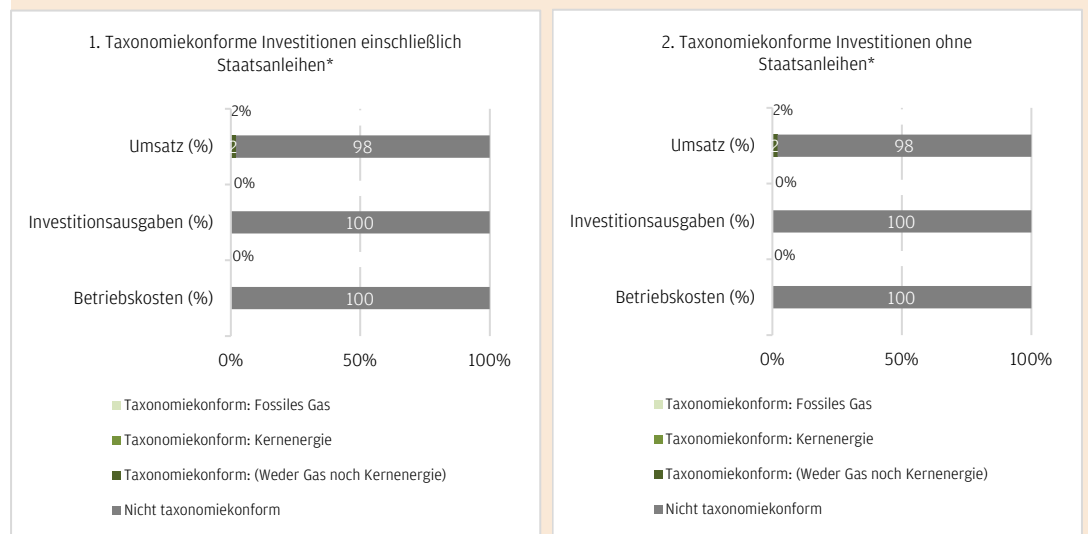 1. Taxonomiekonforme Investitionen einschließlich
Staatsanleihen*
2%
Umsatz (%)
2
98
0%
Investitionsausgaben (%)
100
0%
Betriebskosten (%)
100
0%
50%
100%
Taxonomiekonform: Fossiles Gas
Taxonomiekonform: Kernenergie
Taxonomiekonform: (Weder Gas noch Kernenergie)
Nicht taxonomiekonform
2. Taxonomiekonforme Investitionen ohne
Staatsanleihen*
2%
Umsatz (%)
2
98
0%
Investitionsausgaben (%)
100
0%
Betriebskosten (%)
100
0%
50%
100%
Taxonomiekonform: Fossiles Gas
Taxonomiekonform: Kernenergie
Taxonomiekonform: (Weder Gas noch Kernenergie)
Nicht taxonomiekonform